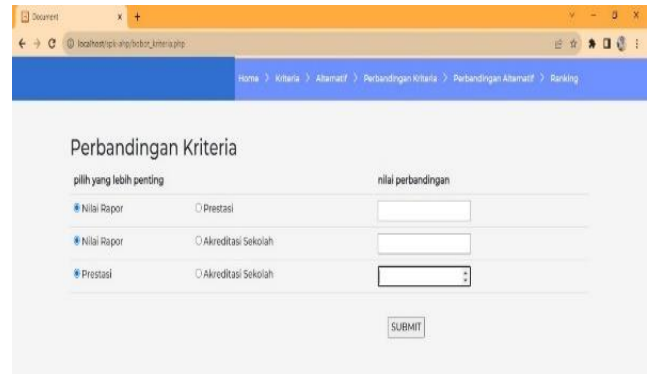 Document
localhost/spk-ahp/bobot_kriteria.php
Home > Kriteria > Alternatif > Perbandingan Kriteria > Perbandingan Alternatif > Ranking
Perbandingan Kriteria
pilih yang lebih penting nilai perbandingan
Nilai Rapor Prestasi
Nilai Rapor Akreditasi Sekolah
Prestasi Akreditasi Sekolah
SUBMIT